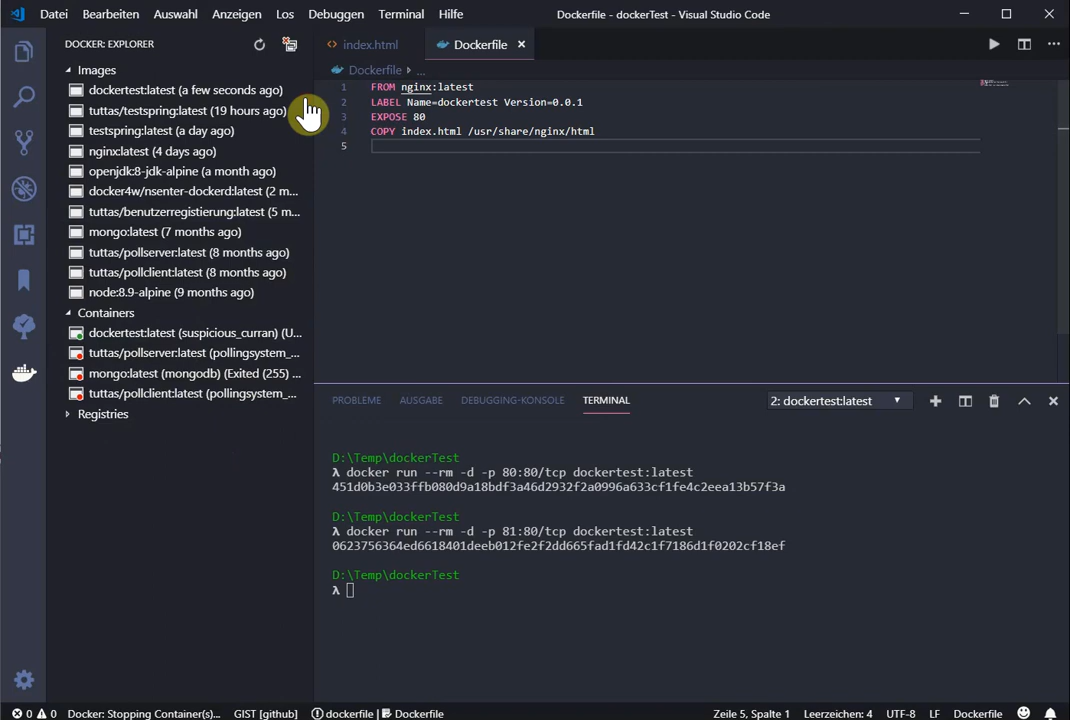 Datei Bearbeiten Auswahl Anzeigen Los Debuggen Terminal Hilfe Dockerfile - dockerTest - Visual Studio Code
DOCKER: EXPLORER
Images
dockertest:latest (a few seconds ago)
tuttas/testspring:latest (19 hours ago)
testspring:latest (a day ago)
nginx:latest (4 days ago)
openjdk:8-jdk-alpine (a month ago)
docker4w/nsenter-dockerd:latest (2 m...
tuttas/benutzerregistierung:latest (5 m...
mongo:latest (7 months ago)
tuttas/pollserver:latest (8 months ago)
tuttas/pollclient:latest (8 months ago)
node:8.9-alpine (9 months ago)
Containers
dockertest:latest (suspicious_curran) (U...
tuttas/pollserver:latest (pollingsystem_...
mongo:latest (mongodb) (Exited (255) ...
tuttas/pollclient:latest (pollingsystem_...
Registries
index.html Dockerfile
Dockerfile ...
1 FROM nginx:latest
2 LABEL Name=dockertest Version=0.0.1
3 EXPOSE 80
4 COPY index.html /usr/share/nginx/html
5
PROBLEME AUSGABE DEBUGGING-KONSOLE TERMINAL 2: dockertest:latest
D:\Temp\dockerTest
λ docker run --rm -d -p 80:80/tcp dockertest:latest
451d0b3e033ffb080d9a18bdf3a46d2932f2a0996a633cf1fe4c2eea13b57f3a
D:\Temp\dockerTest
λ docker run --rm -d -p 81:80/tcp dockertest:latest
0623756364ed6618401deeb012fe2f2dd665fad1fd42c1f7186d1f0202cf18ef
D:\Temp\dockerTest
λ
0 0 Docker: Stopping Container(s)... GIST [github] dockerfile | Dockerfile Zeile 5, Spalte 1 Leerzeichen: 4 UTF-8 LF Dockerfile